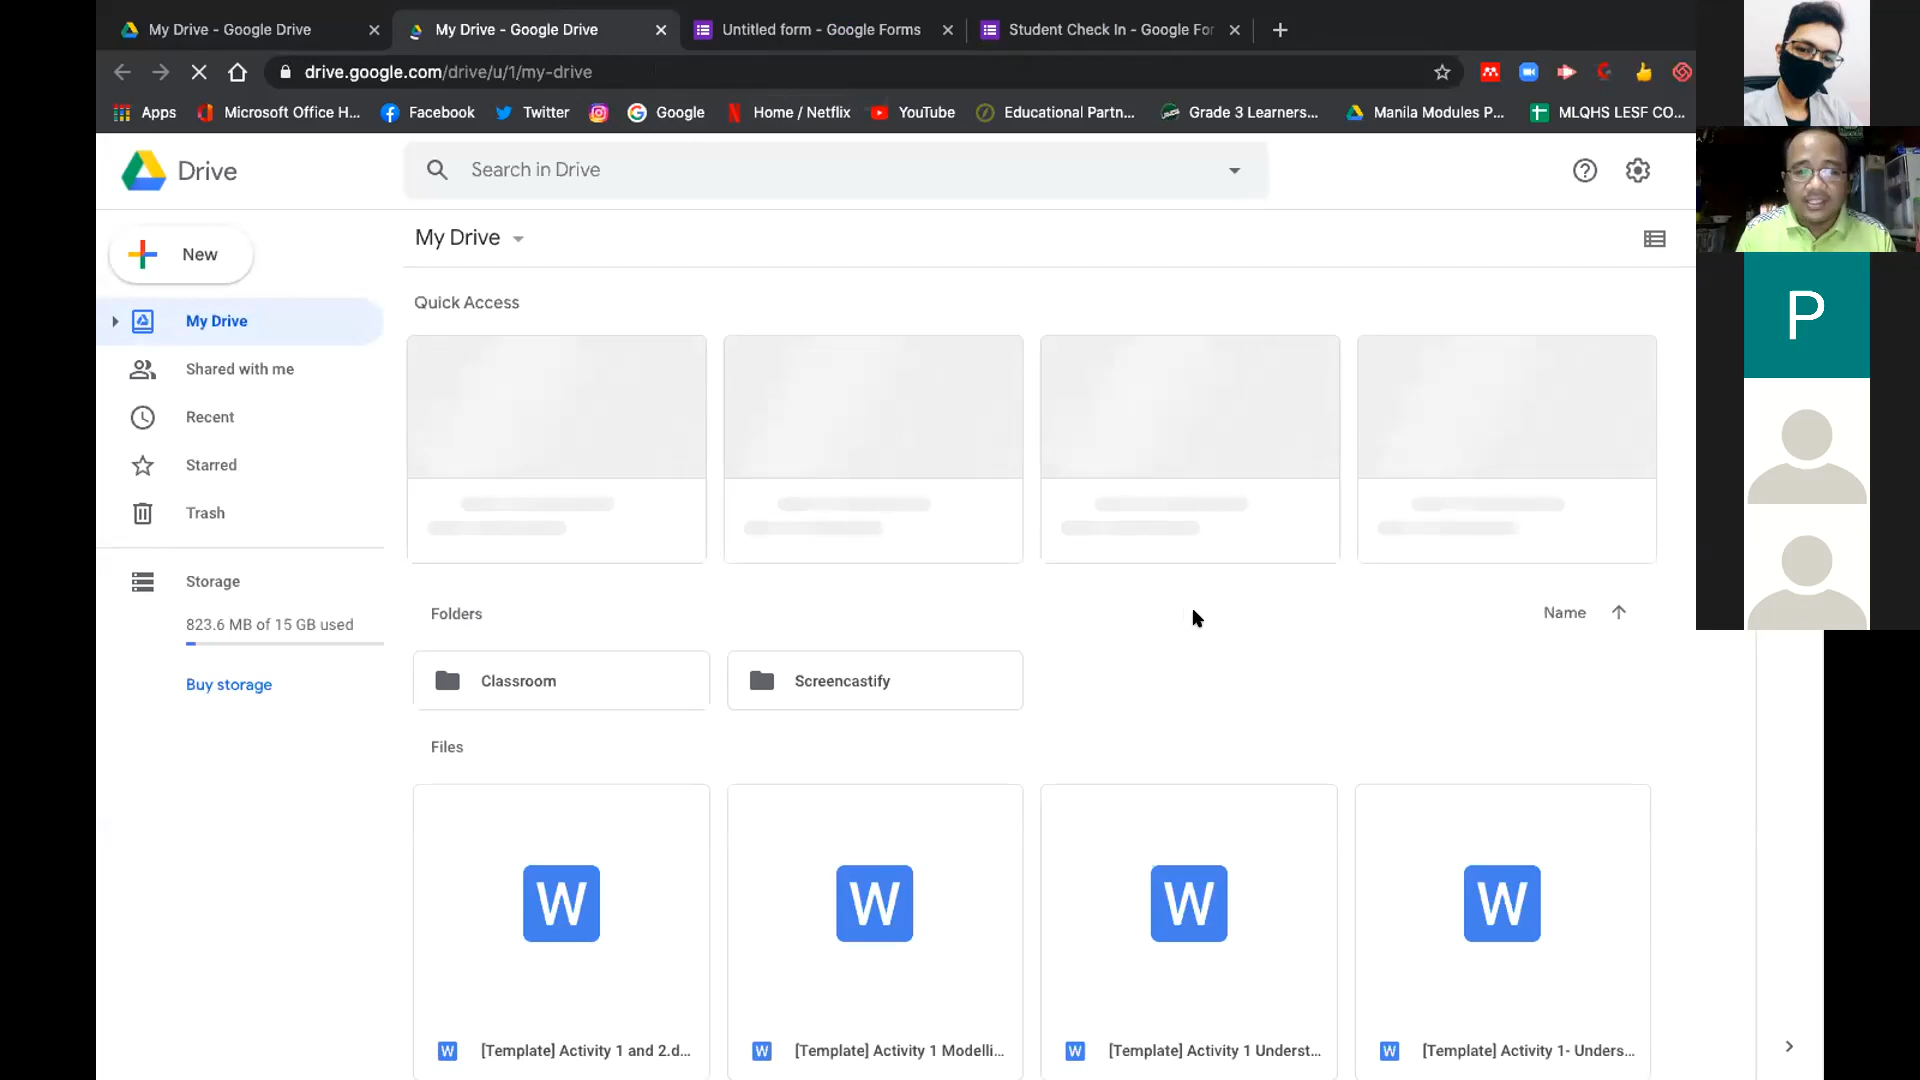 My Drive - Google Drive
My Drive - Google Drive
Untitled form - Google Forms
Student Check In - Google For
drive.google.com/drive/u/1/my-drive
Apps
Microsoft Office H...
Facebook
Twitter
Google
Home / Netflix
YouTube
Educational Partn...
Grade 3 Learners...
Manila Modules P...
MLQHS LESF CO...
Drive
Search in Drive
New
My Drive
Shared with me
Recent
Starred
Trash
Storage
823.6 MB of 15 GB used
Buy storage
My Drive
Quick Access
Folders
Name
Classroom
Screencastify
Files
W
W
W
W
W
[Template] Activity 1 and 2.d...
W
[Template] Activity 1 Modelli...
W
[Template] Activity 1 Underst...
W
[Template] Activity 1- Unders...
P